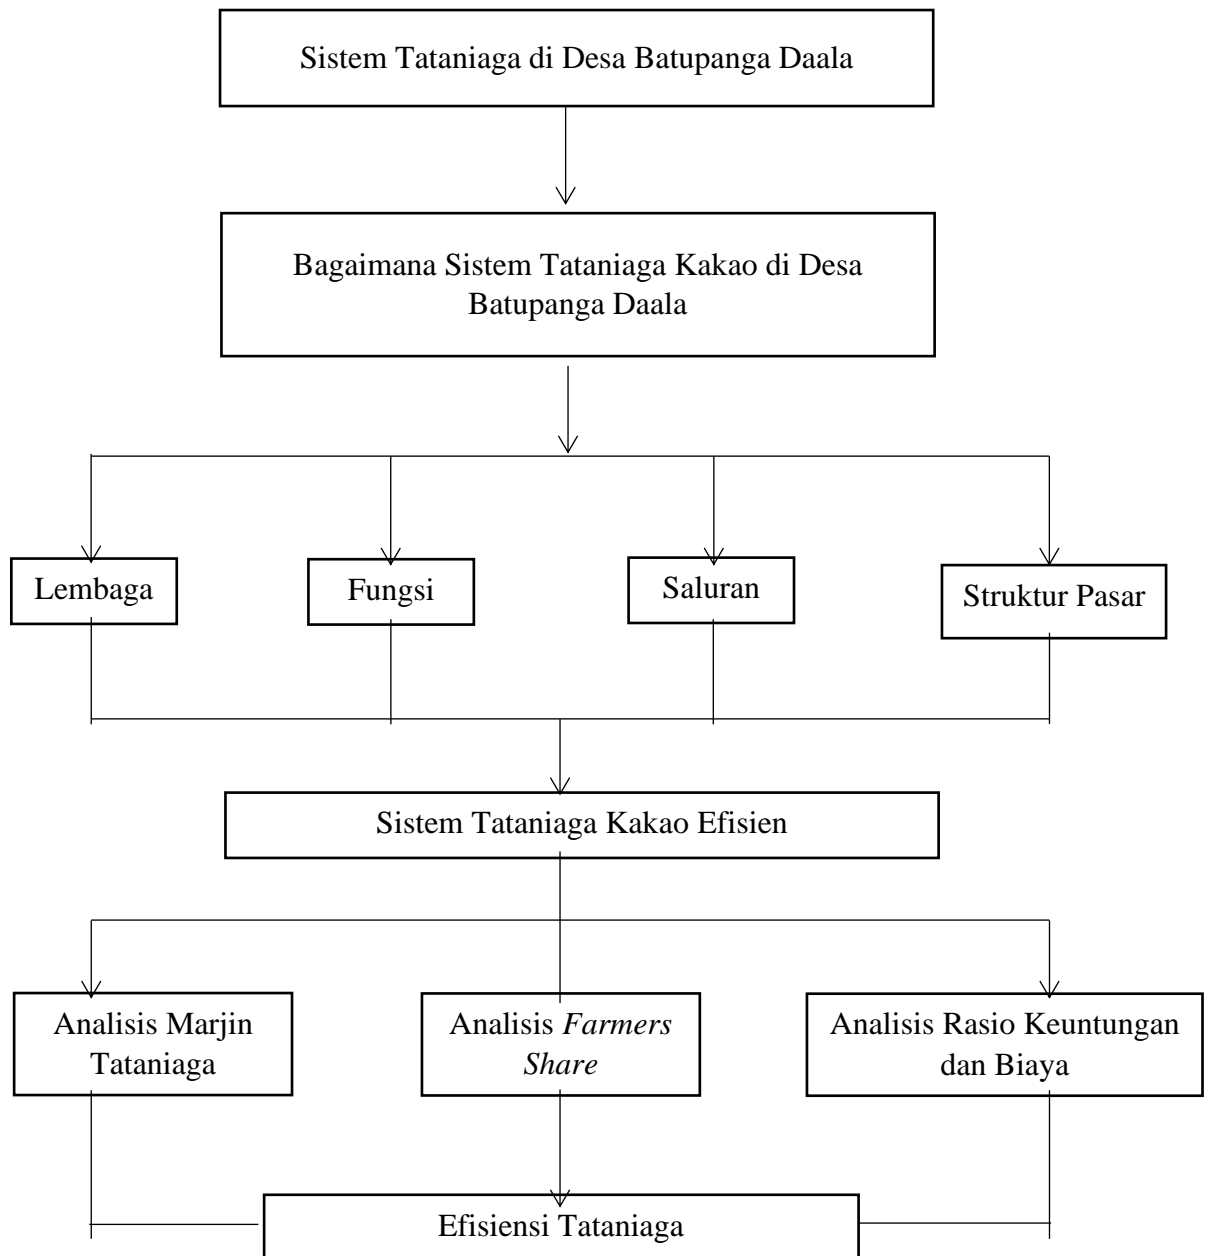 Sistem Tataniaga di Desa Batupanga Daala
Bagaimana Sistem Tataniaga Kakao di Desa
Batupanga Daala
Lembaga
Fungsi
Saluran
Struktur Pasar
Sistem Tataniaga Kakao Efisien
Analisis Marjin
Tataniaga
Analisis Farmers
Share
Analisis Rasio Keuntungan
dan Biaya
Efisiensi Tataniaga